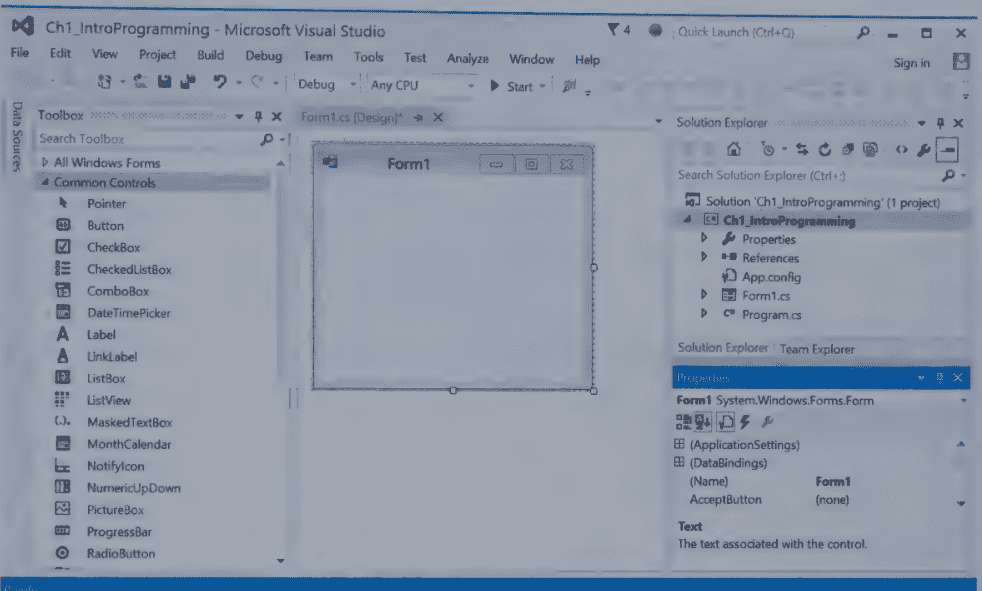 Ch1_IntroProgramming - Microsoft Visual Studio
4
Quick Launch (Ctrl+Q)
File Edit View Project Build Debug Team Tools Test Analyze Window Help
Sign in
Debug Any CPU Start
Data Sources
Toolbox
Search Toolbox
All Windows Forms
Common Controls
Pointer
Button
CheckBox
CheckedListBox
ComboBox
DateTimePicker
Label
LinkLabel
ListBox
ListView
MaskedTextBox
MonthCalendar
NotifyIcon
NumericUpDown
PictureBox
ProgressBar
RadioButton
Form1.cs [Design]*
Form1
Solution Explorer
Search Solution Explorer (Ctrl+;)
Solution 'Ch1_IntroProgramming' (1 project)
Ch1_IntroProgramming
Properties
References
App.config
Form1.cs
Program.cs
Solution Explorer Team Explorer
Properties
Form1 System.Windows.Forms.Form
(ApplicationSettings)
(DataBindings)
(Name) Form1
AcceptButton (none)
Text
The text associated with the control.